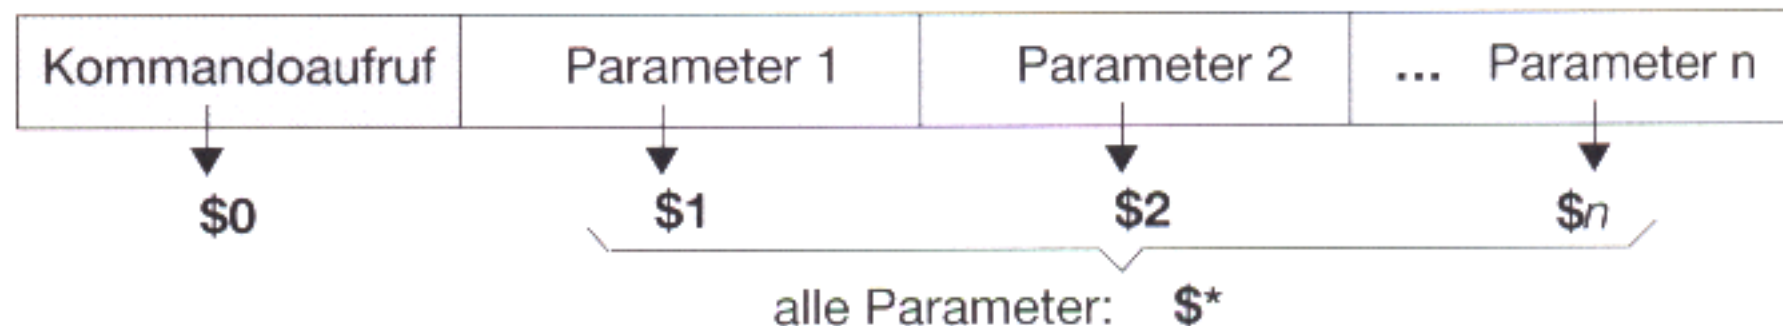 Kommandoaufruf Parameter 1 Parameter 2 ... Parameter n
$0 $1 $2 $n
alle Parameter: $*